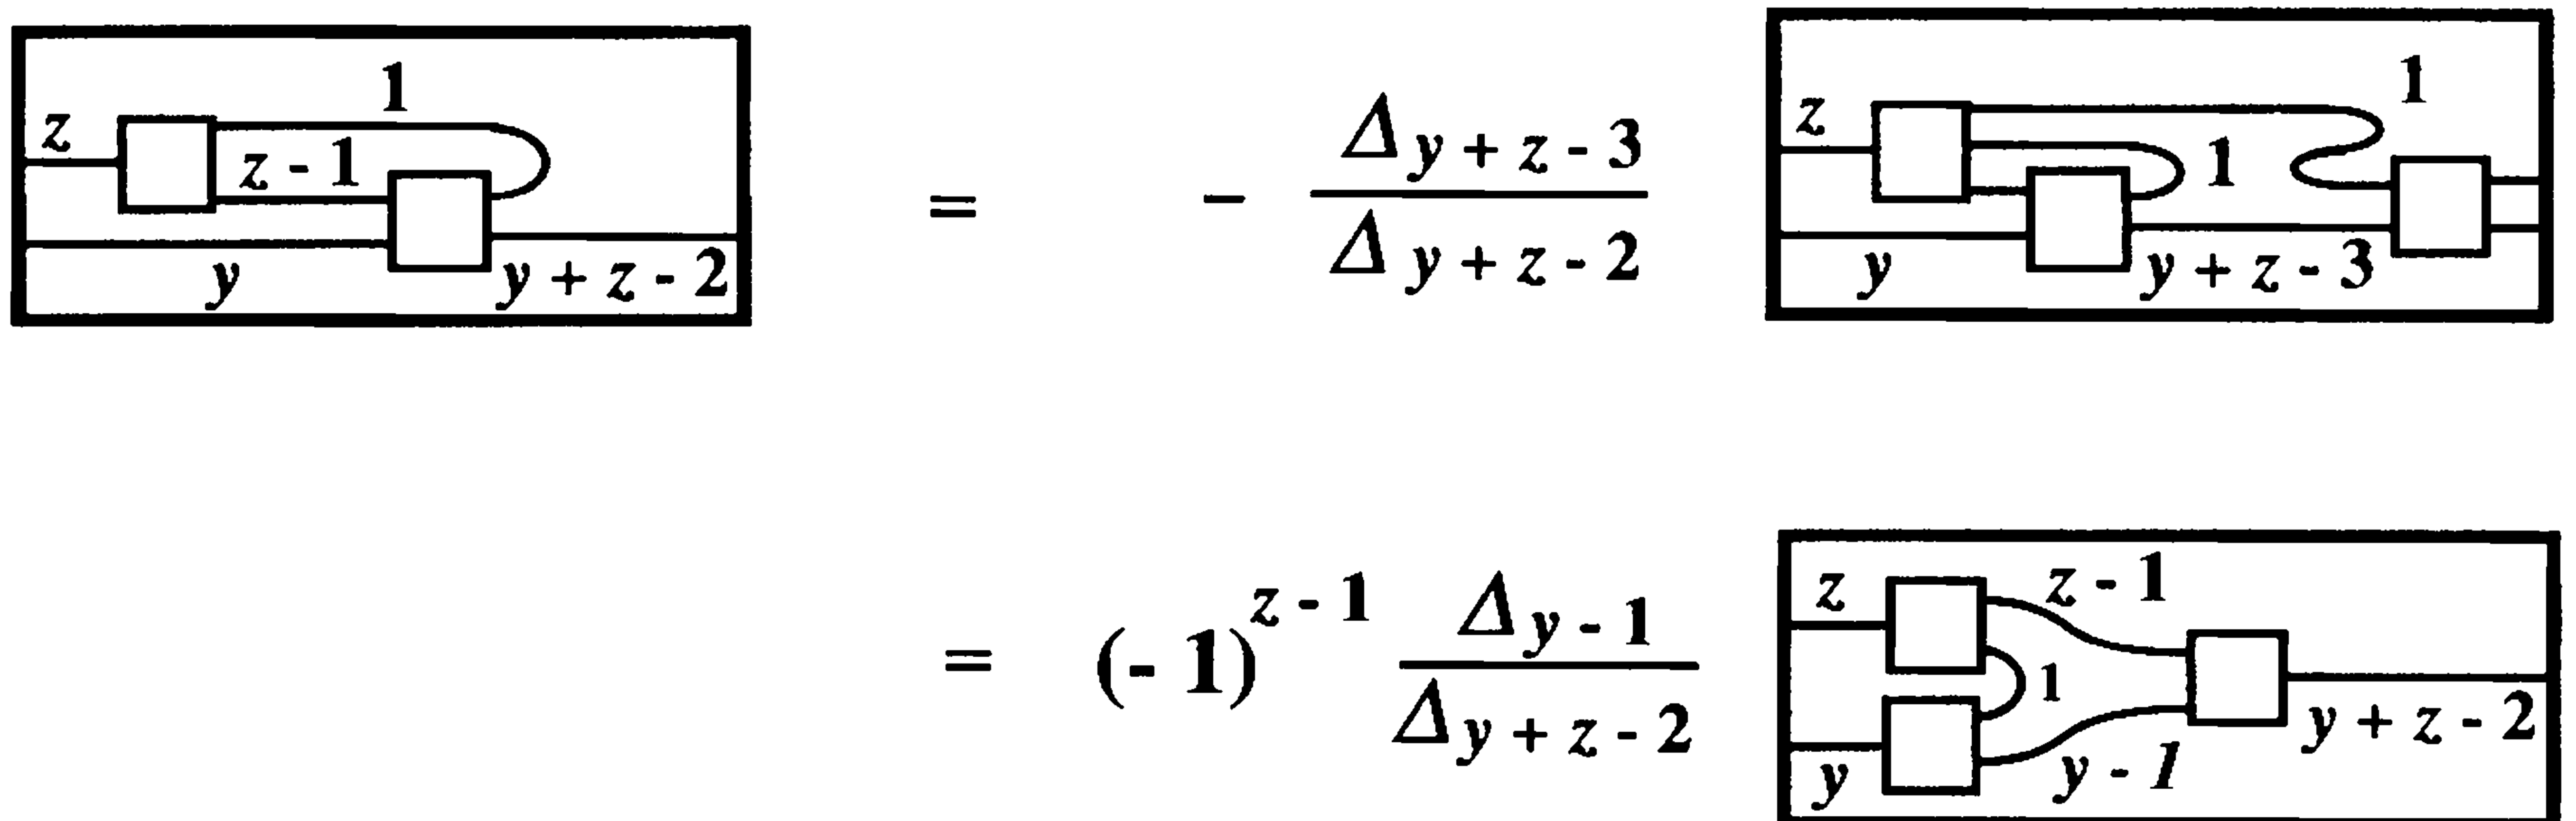 1
z
z - 1
y
y + z - 2
=
- Δ y + z - 3
Δ y + z - 2
1
z
1
y
y + z - 3
= (- 1) z - 1 Δ y - 1
Δ y + z - 2
z
z - 1
1
y
y - 1
y + z - 2